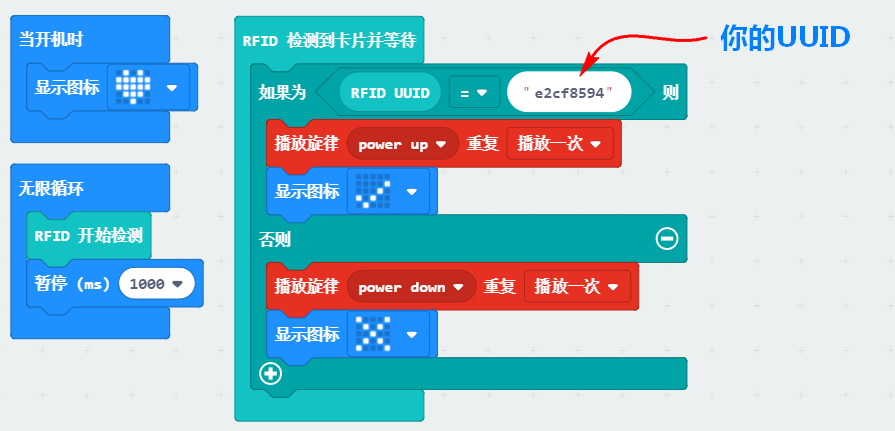 当开机时
显示图标
无限循环
RFID 开始检测
暂停 (ms) 1000
RFID 检测到卡片并等待
如果为 RFID UUID = "e2cf8594" 则
播放旋律 power up 重复 播放一次
显示图标
否则
播放旋律 power down 重复 播放一次
显示图标
你的UUID